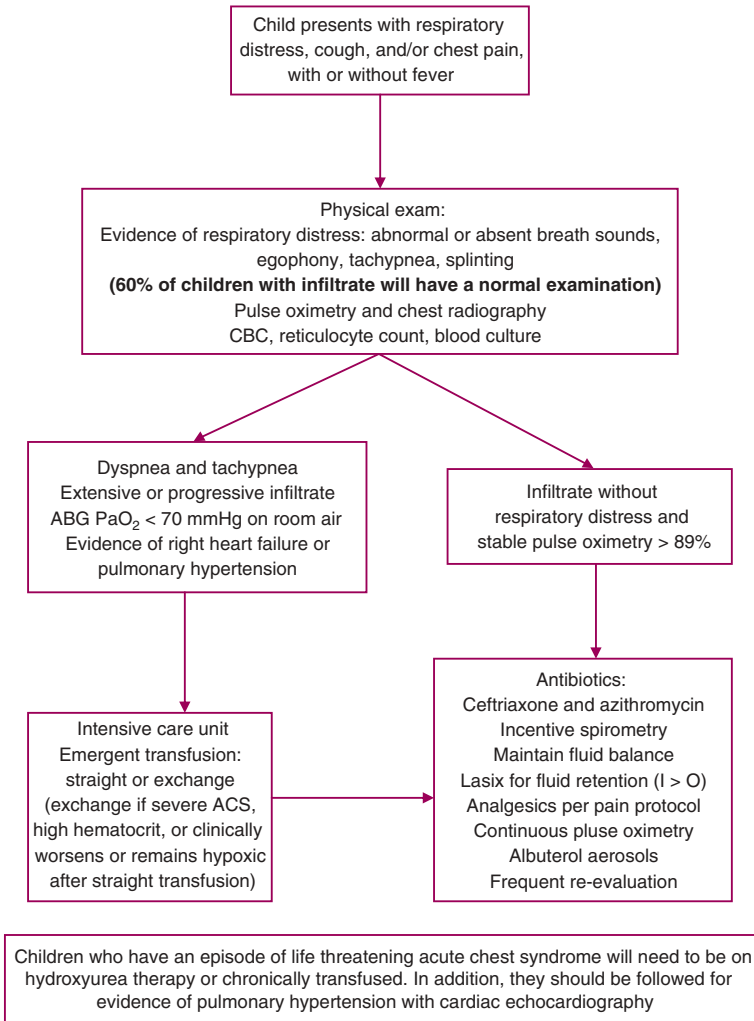 Child presents with respiratory
distress, cough, and/or chest pain,
with or without fever
Physical exam:
Evidence of respiratory distress: abnormal or absent breath sounds,
egophony, tachypnea, splinting
(60% of children with infiltrate will have a normal examination)
Pulse oximetry and chest radiography
CBC, reticulocyte count, blood culture
Dyspnea and tachypnea
Extensive or progressive infiltrate
ABG PaO₂ < 70 mmHg on room air
Evidence of right heart failure or
pulmonary hypertension
Infiltrate without
respiratory distress and
stable pulse oximetry > 89%
Intensive care unit
Emergent transfusion:
straight or exchange
(exchange if severe ACS,
high hematocrit, or clinically
worsens or remains hypoxic
after straight transfusion)
Antibiotics:
Ceftriaxone and azithromycin
Incentive spirometry
Maintain fluid balance
Lasix for fluid retention (I > O)
Analgesics per pain protocol
Continuous pluse oximetry
Albuterol aerosols
Frequent re-evaluation
Children who have an episode of life threatening acute chest syndrome will need to be on
hydroxyurea therapy or chronically transfused. In addition, they should be followed for
evidence of pulmonary hypertension with cardiac echocardiography